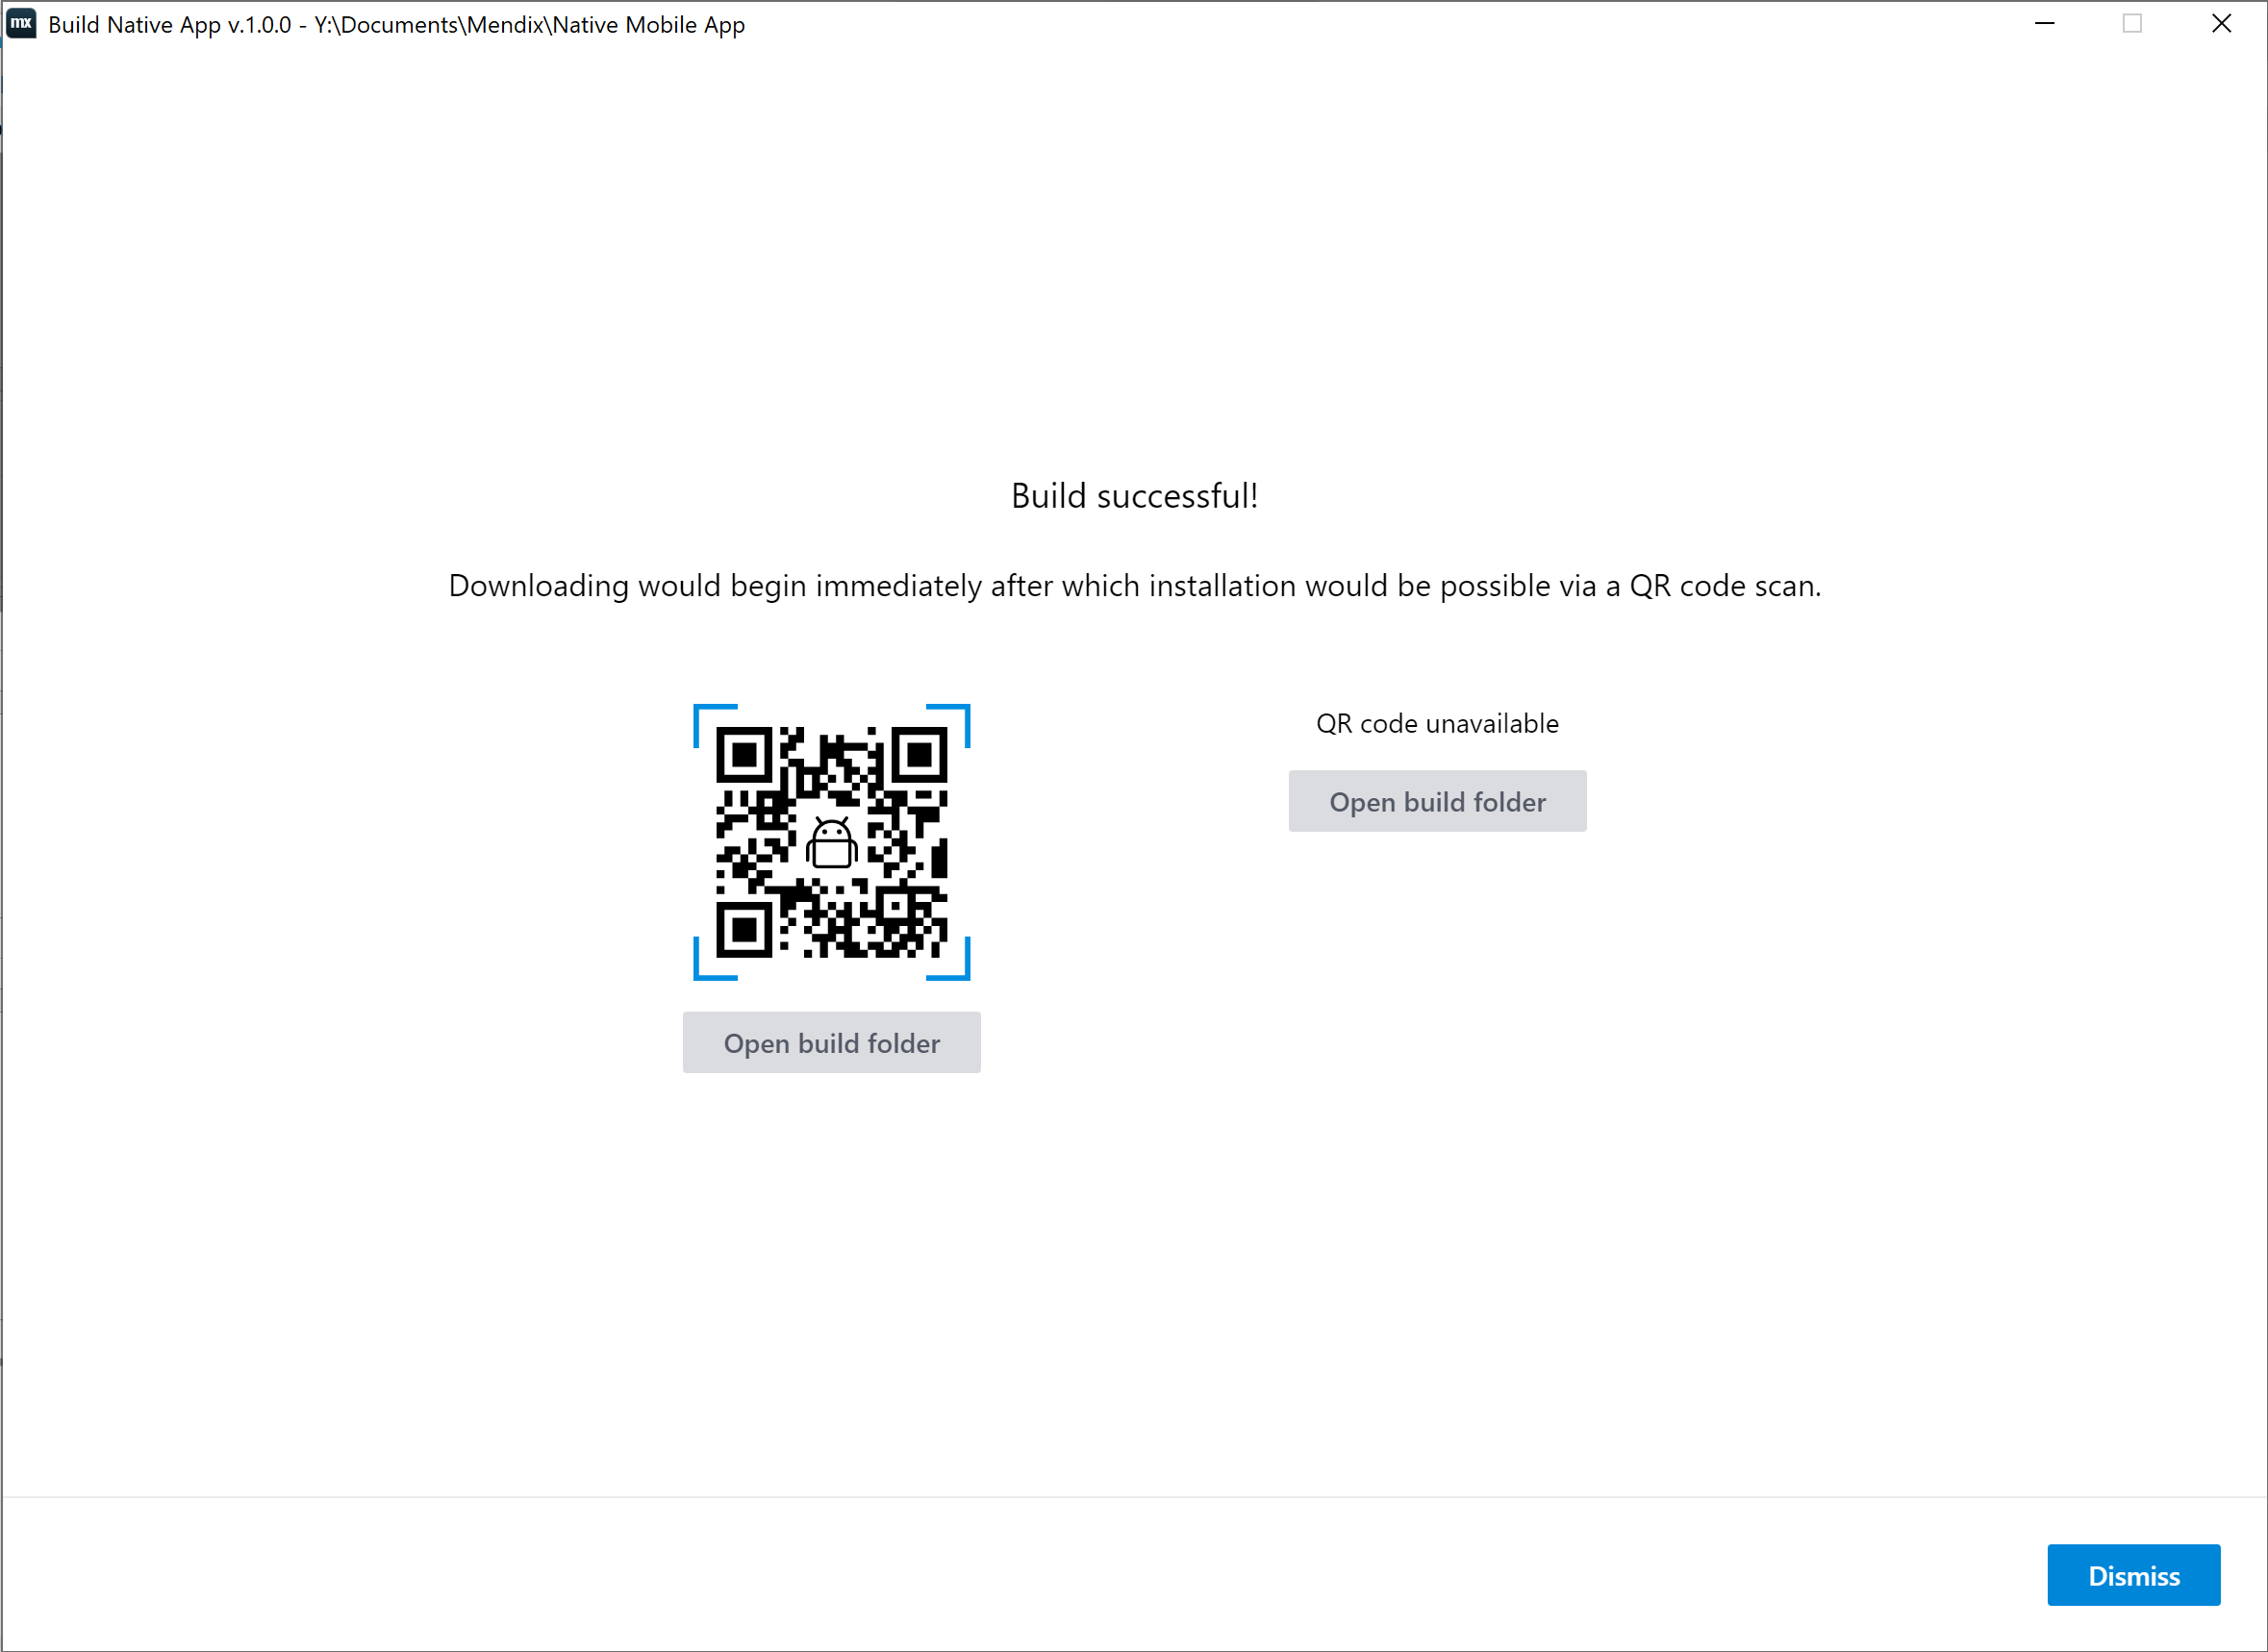 mx Build Native App v.1.0.0 - Y:\Documents\Mendix\Native Mobile App
Build successful!
Downloading would begin immediately after which installation would be possible via a QR code scan.
QR code unavailable
Open build folder
Open build folder
Dismiss